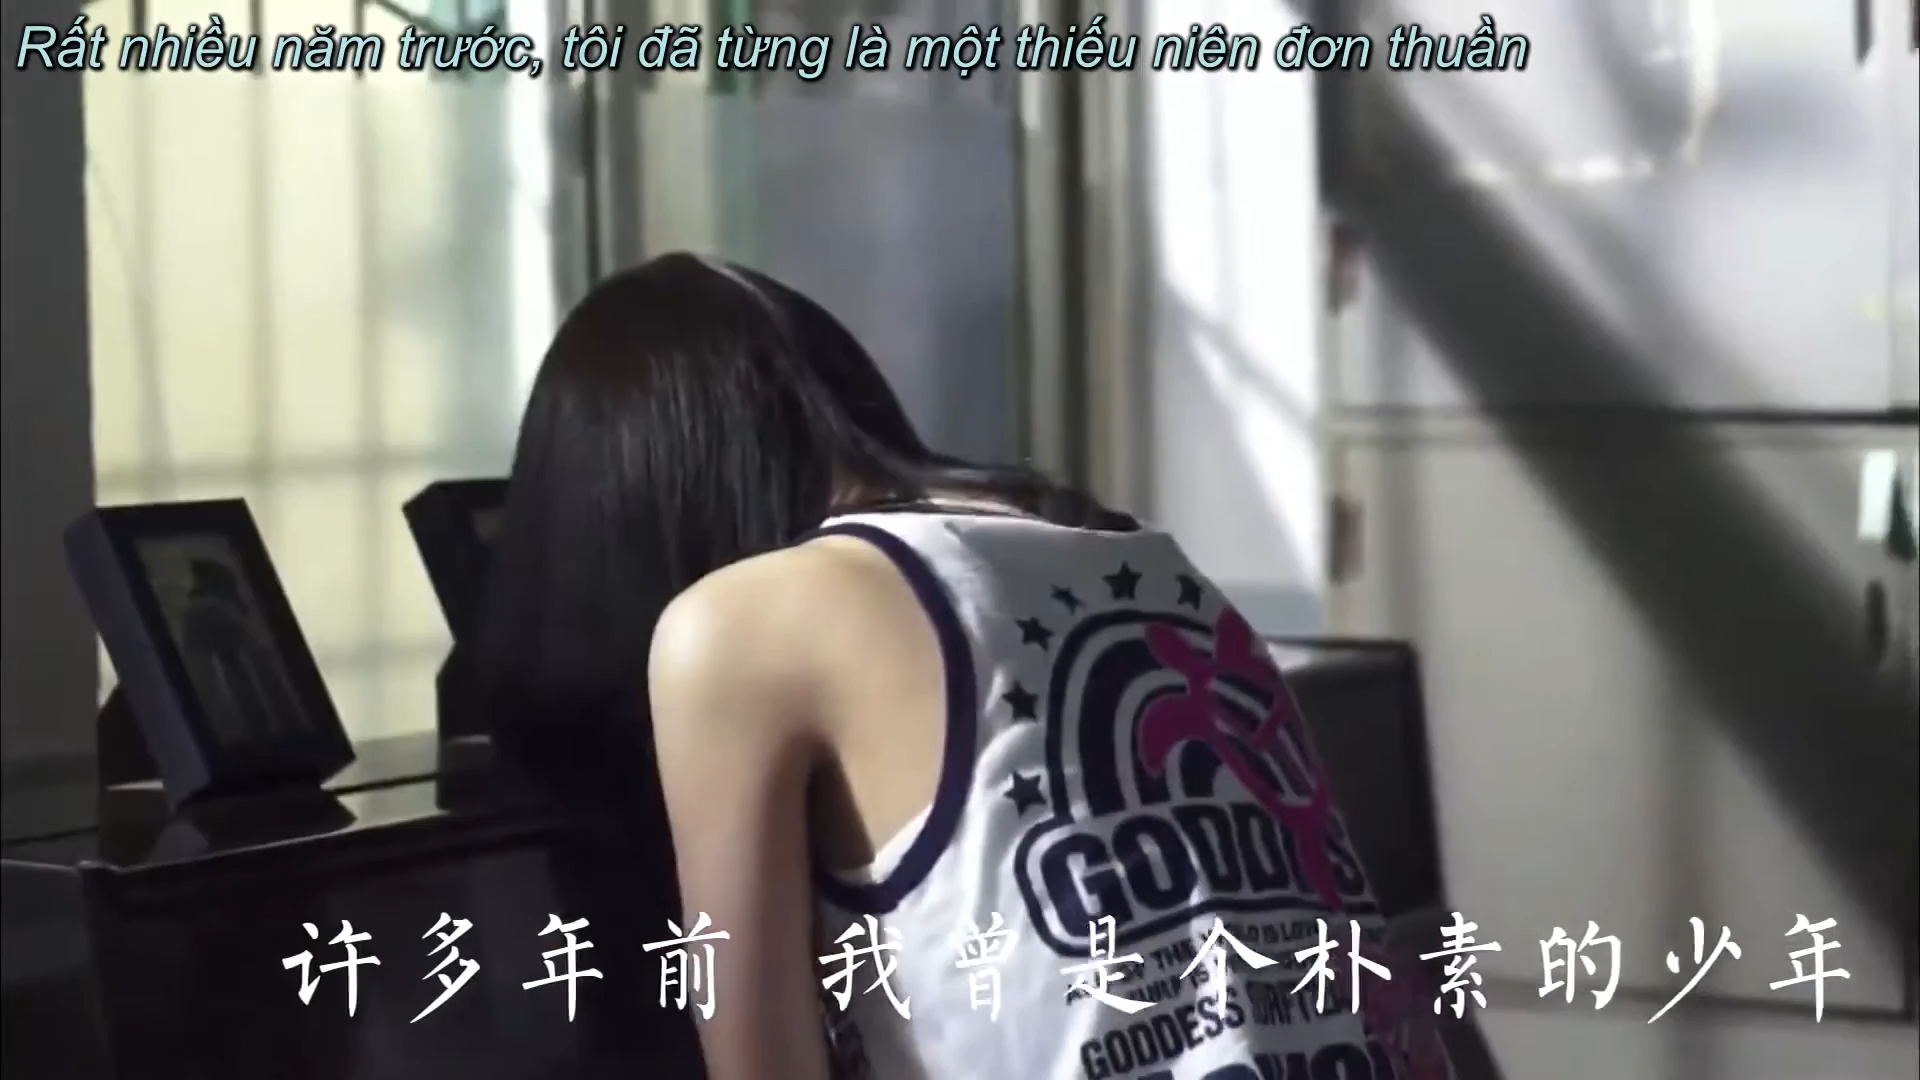 Rất nhiều năm trước, tôi đã từng là một thiếu niên đơn thuần
GODDESS
GODDESS
许多年前 我曾是个朴素的少年